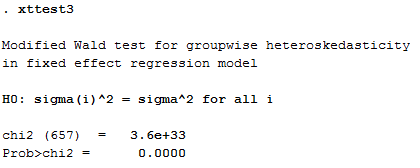 . xttest3
Modified Wald test for groupwise heteroskedasticity
in fixed effect regression model
H0: sigma(i)^2 = sigma^2 for all i
chi2 (657)  =   3.6e+33
Prob>chi2 =      0.0000